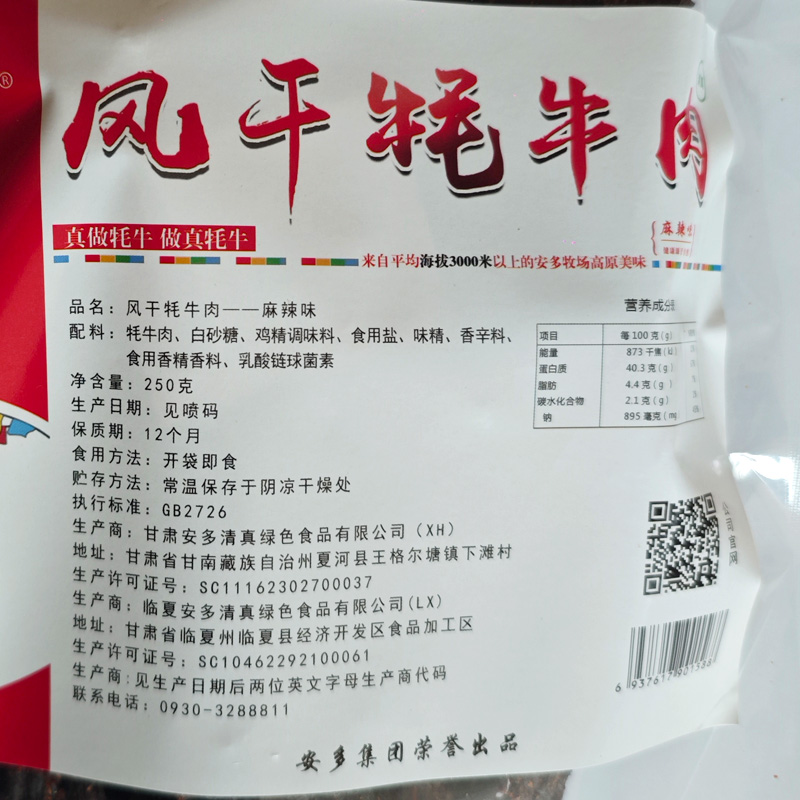 ®
风干牦牛肉
真做牦牛 做真牦牛
麻辣味
来自平均海拔3000米以上的安多牧场高原美味
品名：风干牦牛肉——麻辣味
配料：牦牛肉、白砂糖、鸡精调味料、食用盐、味精、香辛料、
食用香精香料、乳酸链球菌素
净含量：250克
生产日期：见喷码
保质期：12个月
食用方法：开袋即食
贮存方法：常温保存于阴凉干燥处
执行标准：GB2726
生产商：甘肃安多清真绿色食品有限公司（XH）
地址：甘肃省甘南藏族自治州夏河县王格尔塘镇下滩村
生产许可证号：SC11162302700037
生产商：临夏安多清真绿色食品有限公司(LX)
地址：甘肃省临夏州临夏县经济开发区食品加工区
生产许可证号：SC10462292100061
生产商:见生产日期后两位英文字母生产商代码
联系电话：0930-3288811
营养成分
项目 每100克(g)
能量 873千焦(kJ)
蛋白质 40.3克(g)
脂肪 4.4克(g)
碳水化合物 2.1克(g)
钠 895毫克(mg
公司官网
6 937617 901588
安多集团荣誉出品